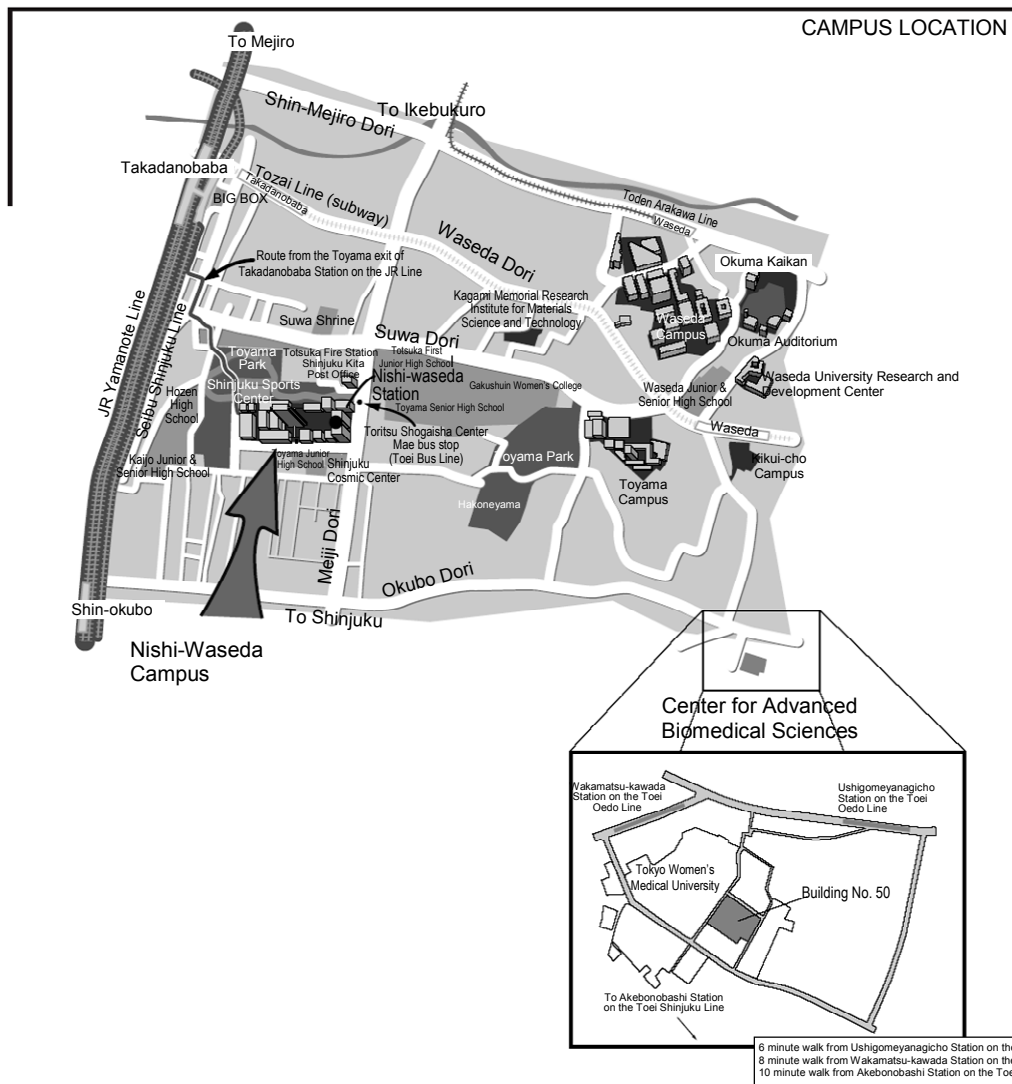 CAMPUS LOCATION
To Mejiro
Shin-Mejiro Dori
To Ikebukuro
Takadanobaba
Tozai Line (subway)
Takadanobaba
BIG BOX
Toden Arakawa Line
Waseda
Waseda Dori
Okuma Kaikan
Route from the Toyama exit of
Takadanobaba Station on the JR Line
Kagami Memorial Research
Institute for Materials
Science and Technology
Waseda
Campus
Okuma Auditorium
JR Yamanote Line
Seibu Shinjuku Line
Suwa Shrine
Suwa Dori
Toyama
Park
Totsuka Fire Station
Shinjuku Kita
Post Office
Totsuka First
Junior High School
Nishi-waseda
Station
Gakushuin Women's College
Waseda Junior &
Senior High School
Waseda University Research and
Development Center
Shinjuku Sports
Center
Hozen
High
School
Toyama Senior High School
Toritsu Shogaisha Center
Mae bus stop
(Toei Bus Line)
Waseda
Kaijo Junior &
Senior High School
Toyama Junior
High School
Shinjuku
Cosmic Center
Toyama Park
Toyama
Campus
Kikui-cho
Campus
Hakoneyama
Meiji Dori
Okubo Dori
Shin-okubo
To Shinjuku
Nishi-Waseda
Campus
Center for Advanced
Biomedical Sciences
Wakamatsu-kawada
Station on the Toei
Oedo Line
Ushigomeyanagicho
Station on the Toei
Oedo Line
Tokyo Women's
Medical University
Building No. 50
To Akebonobashi Station
on the Toei Shinjuku Line
6 minute walk from Ushigomeyanagicho Station on the
8 minute walk from Wakamatsu-kawada Station on the
10 minute walk from Akebonobashi Station on the Toe